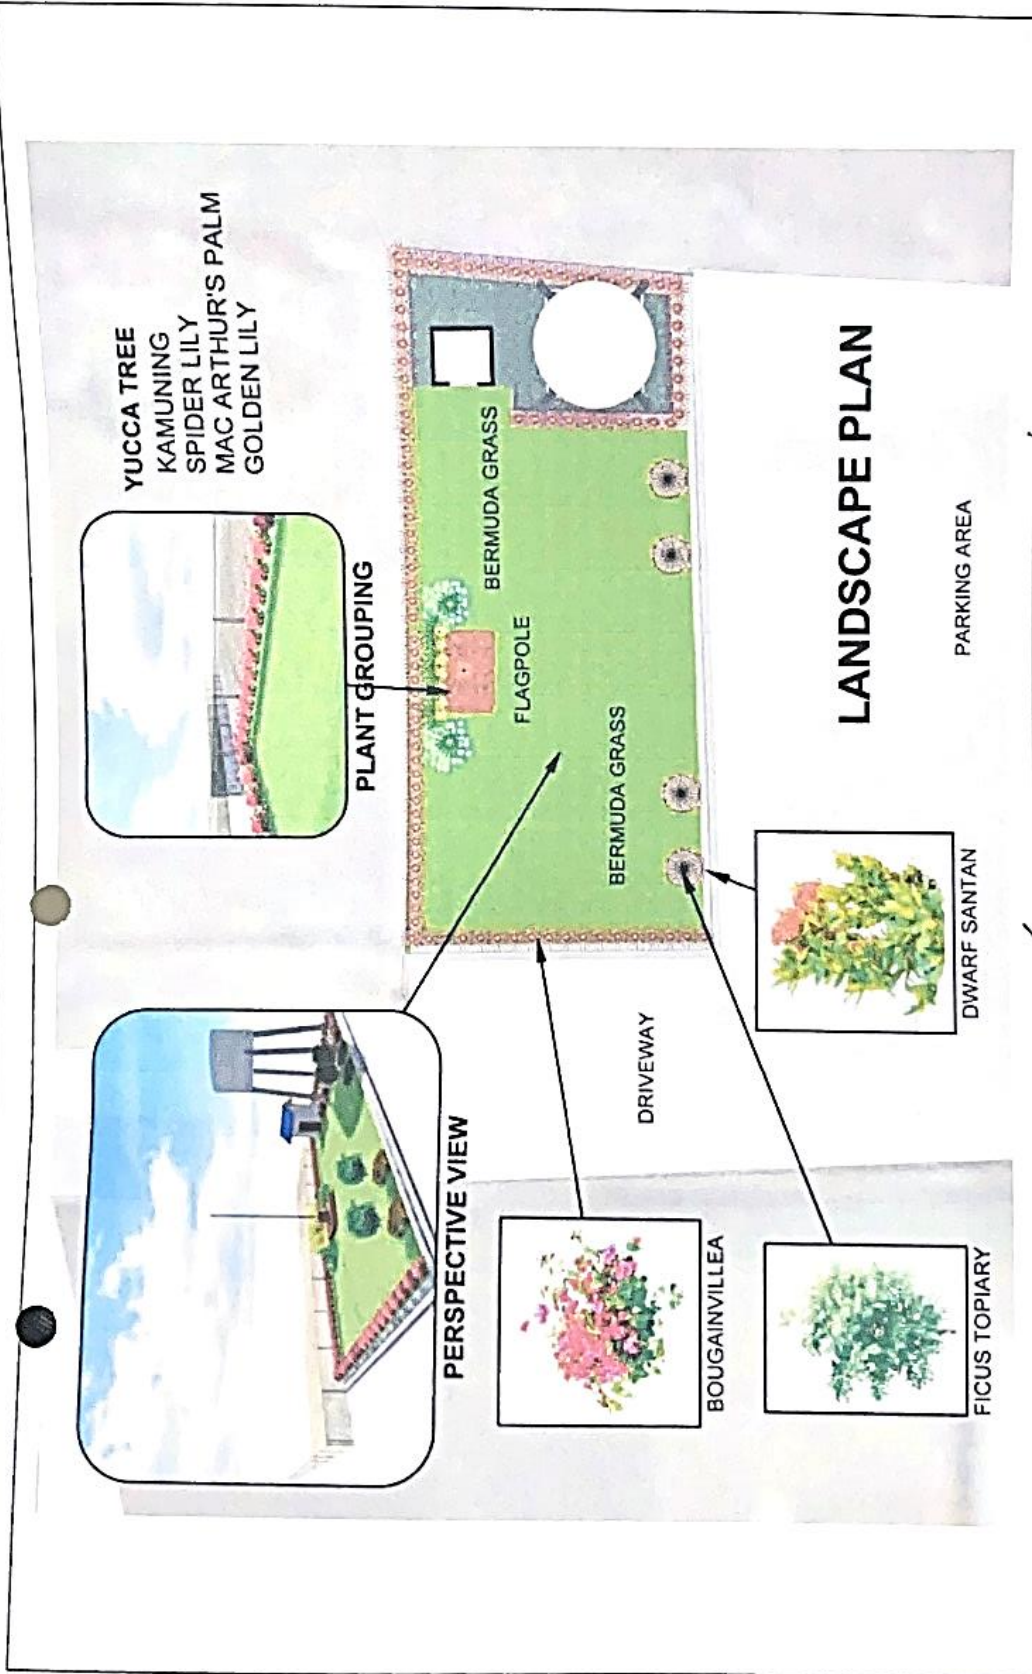 YUCCA TREE
KAMUNING
SPIDER LILY
MAC ARTHUR'S PALM
GOLDEN LILY
PLANT GROUPING
PERSPECTIVE VIEW
BERMUDA GRASS
FLAGPOLE
BERMUDA GRASS
BOUGAINVILLEA
DRIVEWAY
FICUS TOPIARY
DWARF SANTAN
LANDSCAPE PLAN
PARKING AREA